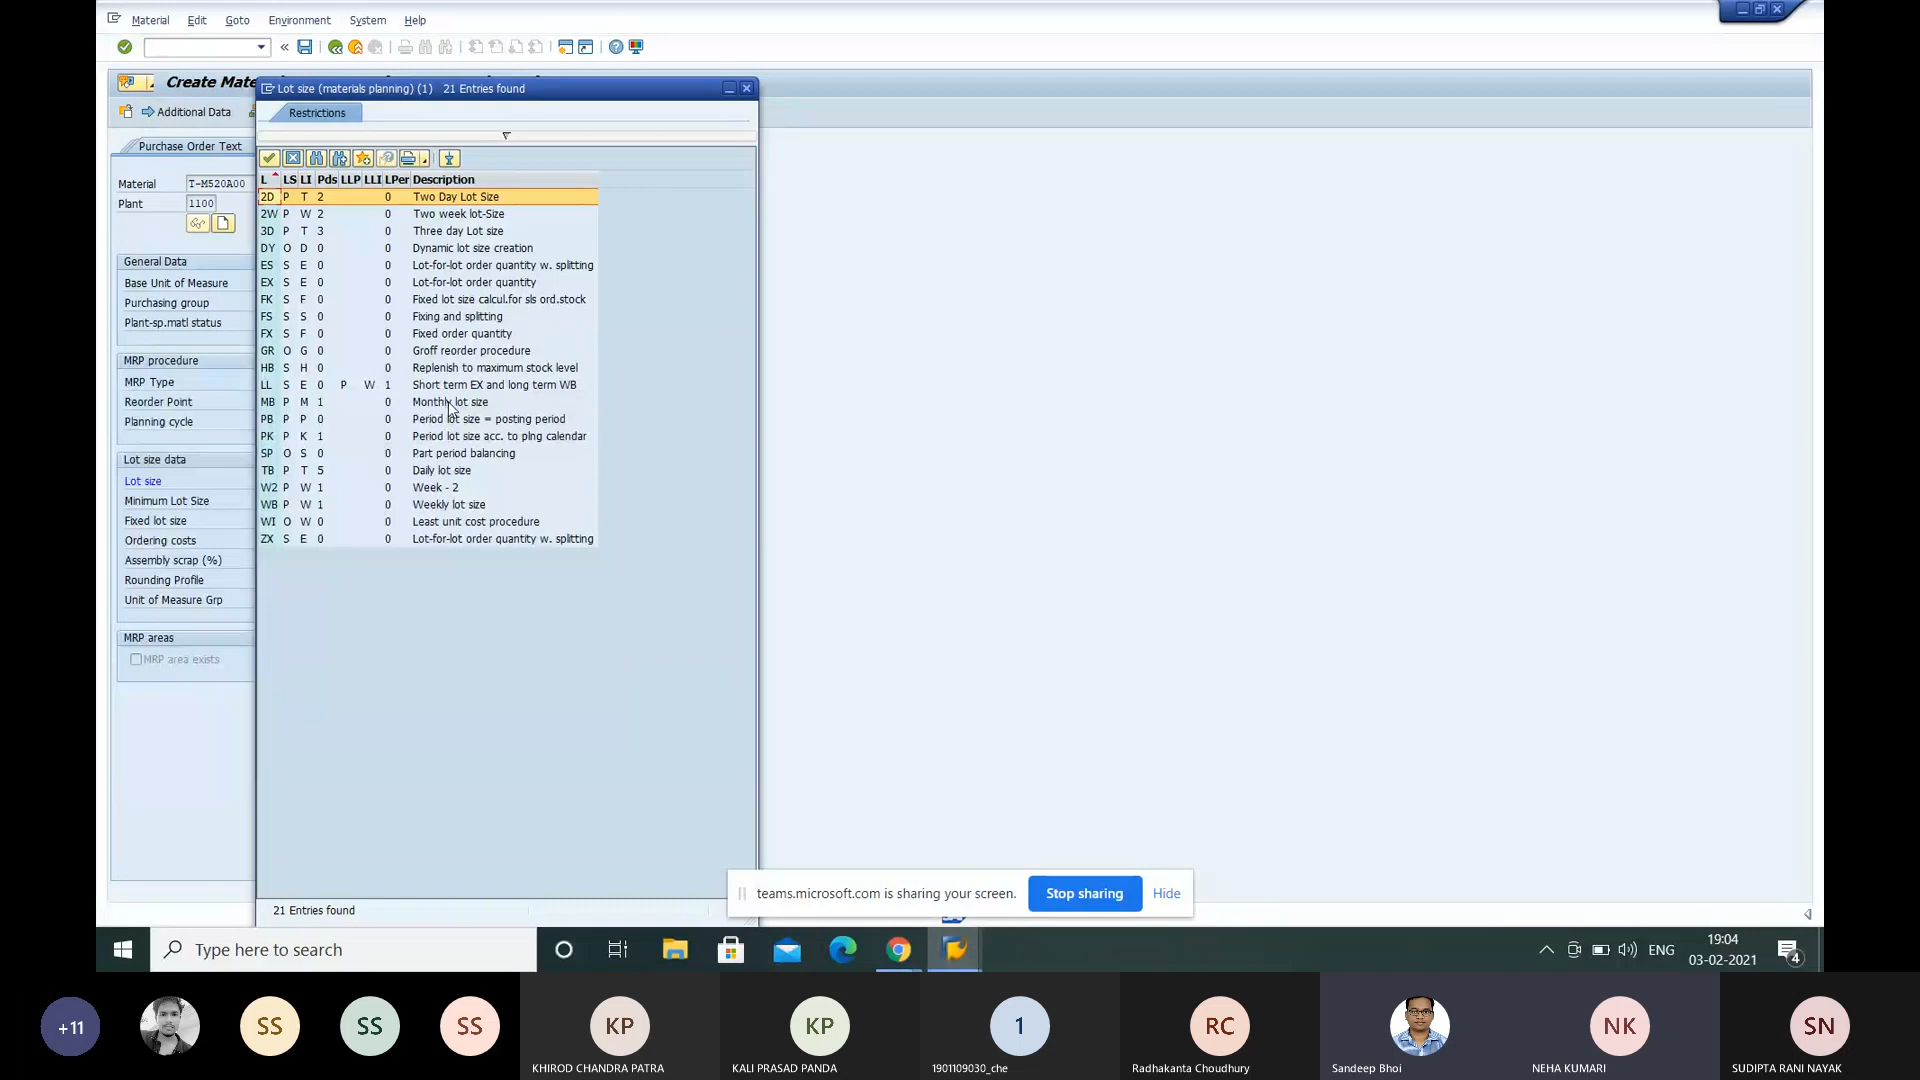 Material Edit Goto Environment System Help
Create Mate
Lot size (materials planning) (1) 21 Entries found
Additional Data
Restrictions
Purchase Order Text
Material T-M520A00
Plant 1100
General Data
Base Unit of Measure
Purchasing group
Plant-sp.matl status
MRP procedure
MRP Type
Reorder Point
Planning cycle
Lot size data
Lot size
Minimum Lot Size
Fixed lot size
Ordering costs
Assembly scrap (%)
Rounding Profile
Unit of Measure Grp
MRP areas
MRP area exists
L LS LI Pds LLP LLI LPer Description
2D P T 2 0 Two Day Lot Size
2W P W 2 0 Two week lot-Size
3D P T 3 0 Three day Lot size
DY O D 0 0 Dynamic lot size creation
ES S E 0 0 Lot-for-lot order quantity w. splitting
EX S E 0 0 Lot-for-lot order quantity
FK S F 0 0 Fixed lot size calcul.for sls ord.stock
FS S S 0 0 Fixing and splitting
FX S F 0 0 Fixed order quantity
GR O G 0 0 Groff reorder procedure
HB S H 0 0 Replenish to maximum stock level
LL S E 0 P W 1 Short term EX and long term WB
MB P M 1 0 Monthly lot size
PB P P 0 0 Period lot size = posting period
PK P K 1 0 Period lot size acc. to plng calendar
SP O S 0 0 Part period balancing
TB P T 5 0 Daily lot size
W2 P W 1 0 Week - 2
WB P W 1 0 Weekly lot size
WI O W 0 0 Least unit cost procedure
ZX S E 0 0 Lot-for-lot order quantity w. splitting
21 Entries found
teams.microsoft.com is sharing your screen. Stop sharing Hide
Type here to search
ENG
19:04
03-02-2021
4
+11 SS SS SS KP KP 1 RC NK SN
KHIROD CHANDRA PATRA KALI PRASAD PANDA 1901109030_che Radhakanta Choudhury Sandeep Bhoi NEHA KUMARI SUDIPTA RANI NAYAK